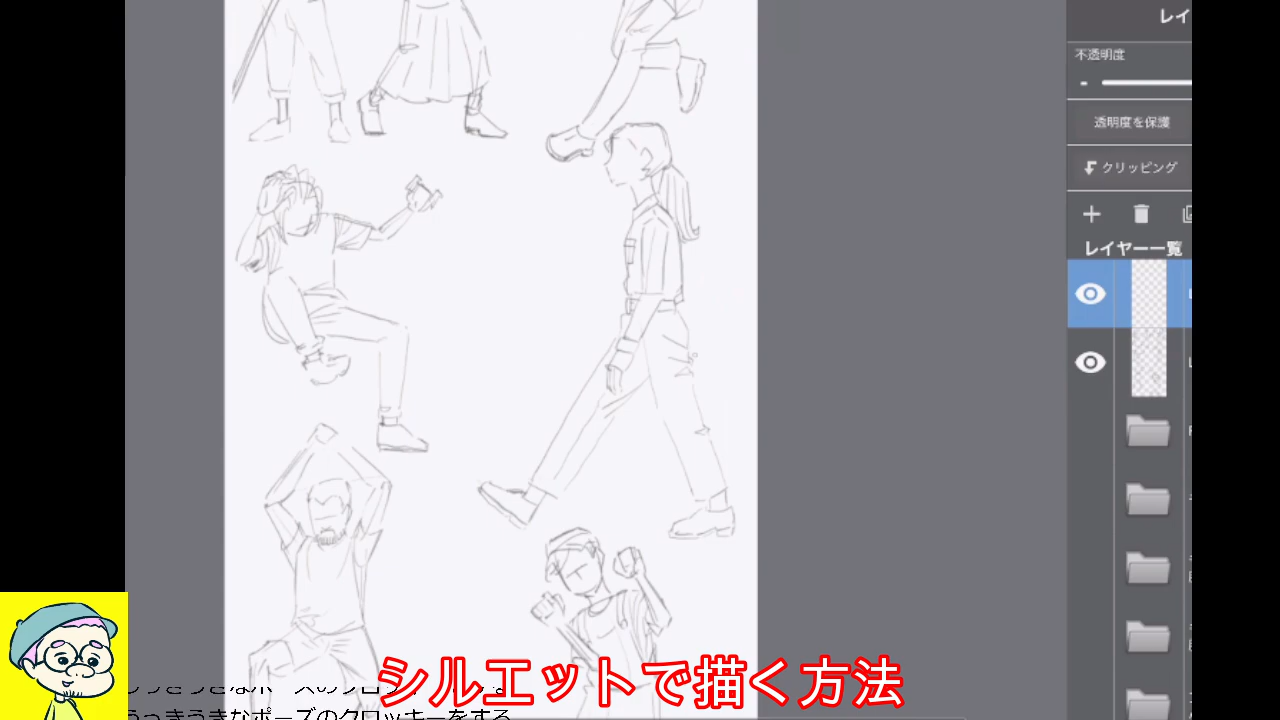 レイ
不透明度
透明度を保護
クリッピング
レイヤー一覧
シルエットで描く方法
うっきうきなポーズのクロッキーをする